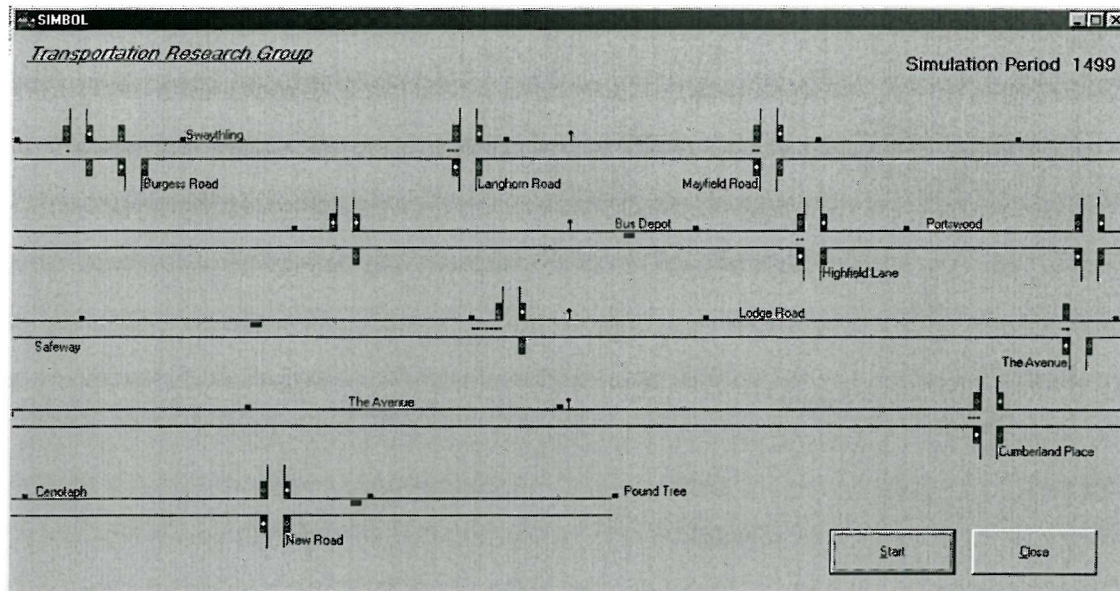 SIMBOL
Transportation Research Group
Simulation Period 1499
Swaythling
Burgess Road
Langhorn Road
Mayfield Road
Bus Depot
Portswood
Highfield Lane
Lodge Road
Safeway
The Avenue
The Avenue
Cumberland Place
Cenotaph
Pound Tree
New Road
Start
Close